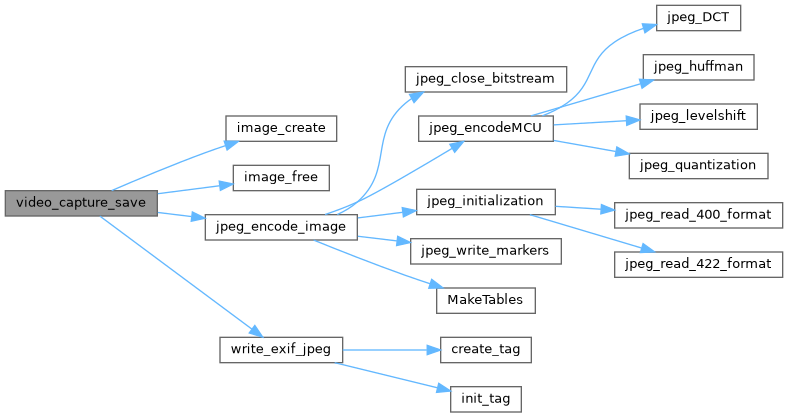 video_capture_save
image_create
image_free
jpeg_encode_image
jpeg_close_bitstream
jpeg_encodeMCU
jpeg_DCT
jpeg_huffman
jpeg_levelshift
jpeg_quantization
jpeg_initialization
jpeg_read_400_format
jpeg_read_422_format
jpeg_write_markers
MakeTables
write_exif_jpeg
create_tag
init_tag